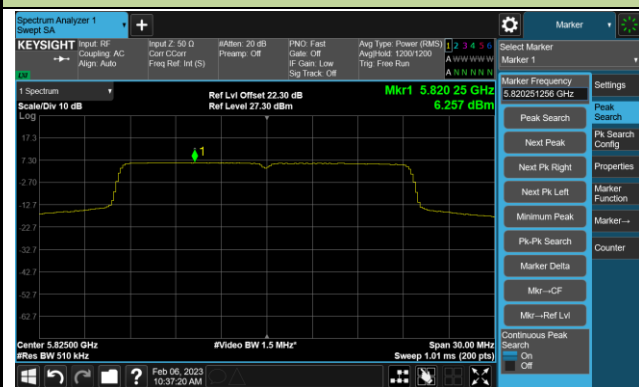 Spectrum Analyzer 1
Swept SA
+
Marker
KEYSIGHT
Input: RF
Coupling: AC
Align: Auto
Input Z: 50 Ω
Corr CCorr
Freq Ref: Int (S)
#Atten: 20 dB
Preamp: Off
PNO: Fast
Gate: Off
IF Gain: Low
Sig Track: Off
Avg Type: Power (RMS)
Avg|Hold: 1200/1200
Trig: Free Run
1 2 3 4 5 6
A W W W W W
A N N N N N
Select Marker
Marker 1
1 Spectrum
Scale/Div 10 dB
Log
Ref Lvl Offset 22.30 dB
Ref Level 27.30 dBm
Mkr1 5.820 25 GHz
6.257 dBm
Marker Frequency
5.820251256 GHz
Settings
Peak Search
Peak
Search
Next Peak
Pk Search
Config
Next Pk Right
Properties
Next Pk Left
Marker
Function
Minimum Peak
Marker→
Pk-Pk Search
Counter
Marker Delta
Mkr→CF
Mkr→Ref Lvl
Continuous Peak
Search
On
Off
17.3
7.30
-2.70
-12.7
-22.7
-32.7
-42.7
-52.7
-62.7
1
Center 5.82500 GHz
#Res BW 510 kHz
#Video BW 1.5 MHz*
Span 30.00 MHz
Sweep 1.01 ms (200 pts)
?
Feb 06, 2023
10:37:20 AM